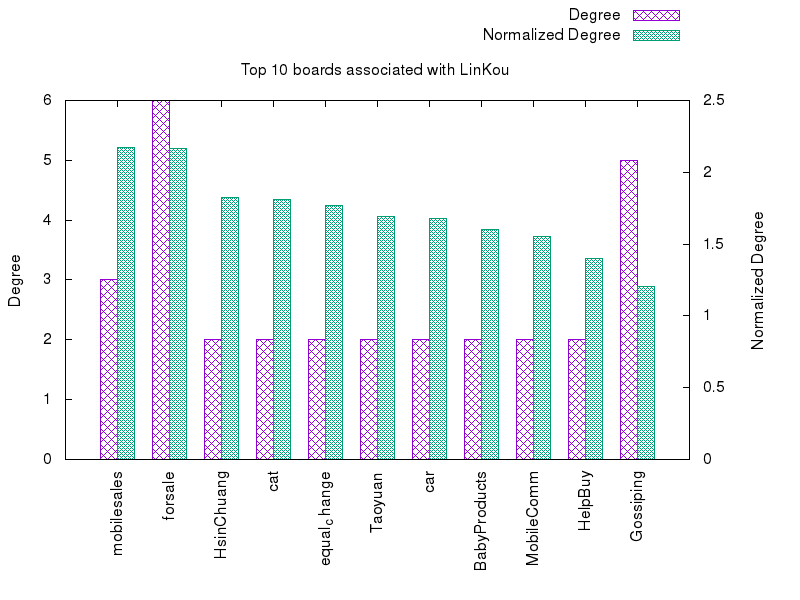 Degree
Normalized Degree
Top 10 boards associated with LinKou
6
5
4
3
2
1
0
Degree
2.5
2
1.5
1
0.5
0
Normalized Degree
mobilesales
forsale
HsinChuang
cat
equal_change
Taoyuan
car
BabyProducts
MobileComm
HelpBuy
Gossiping